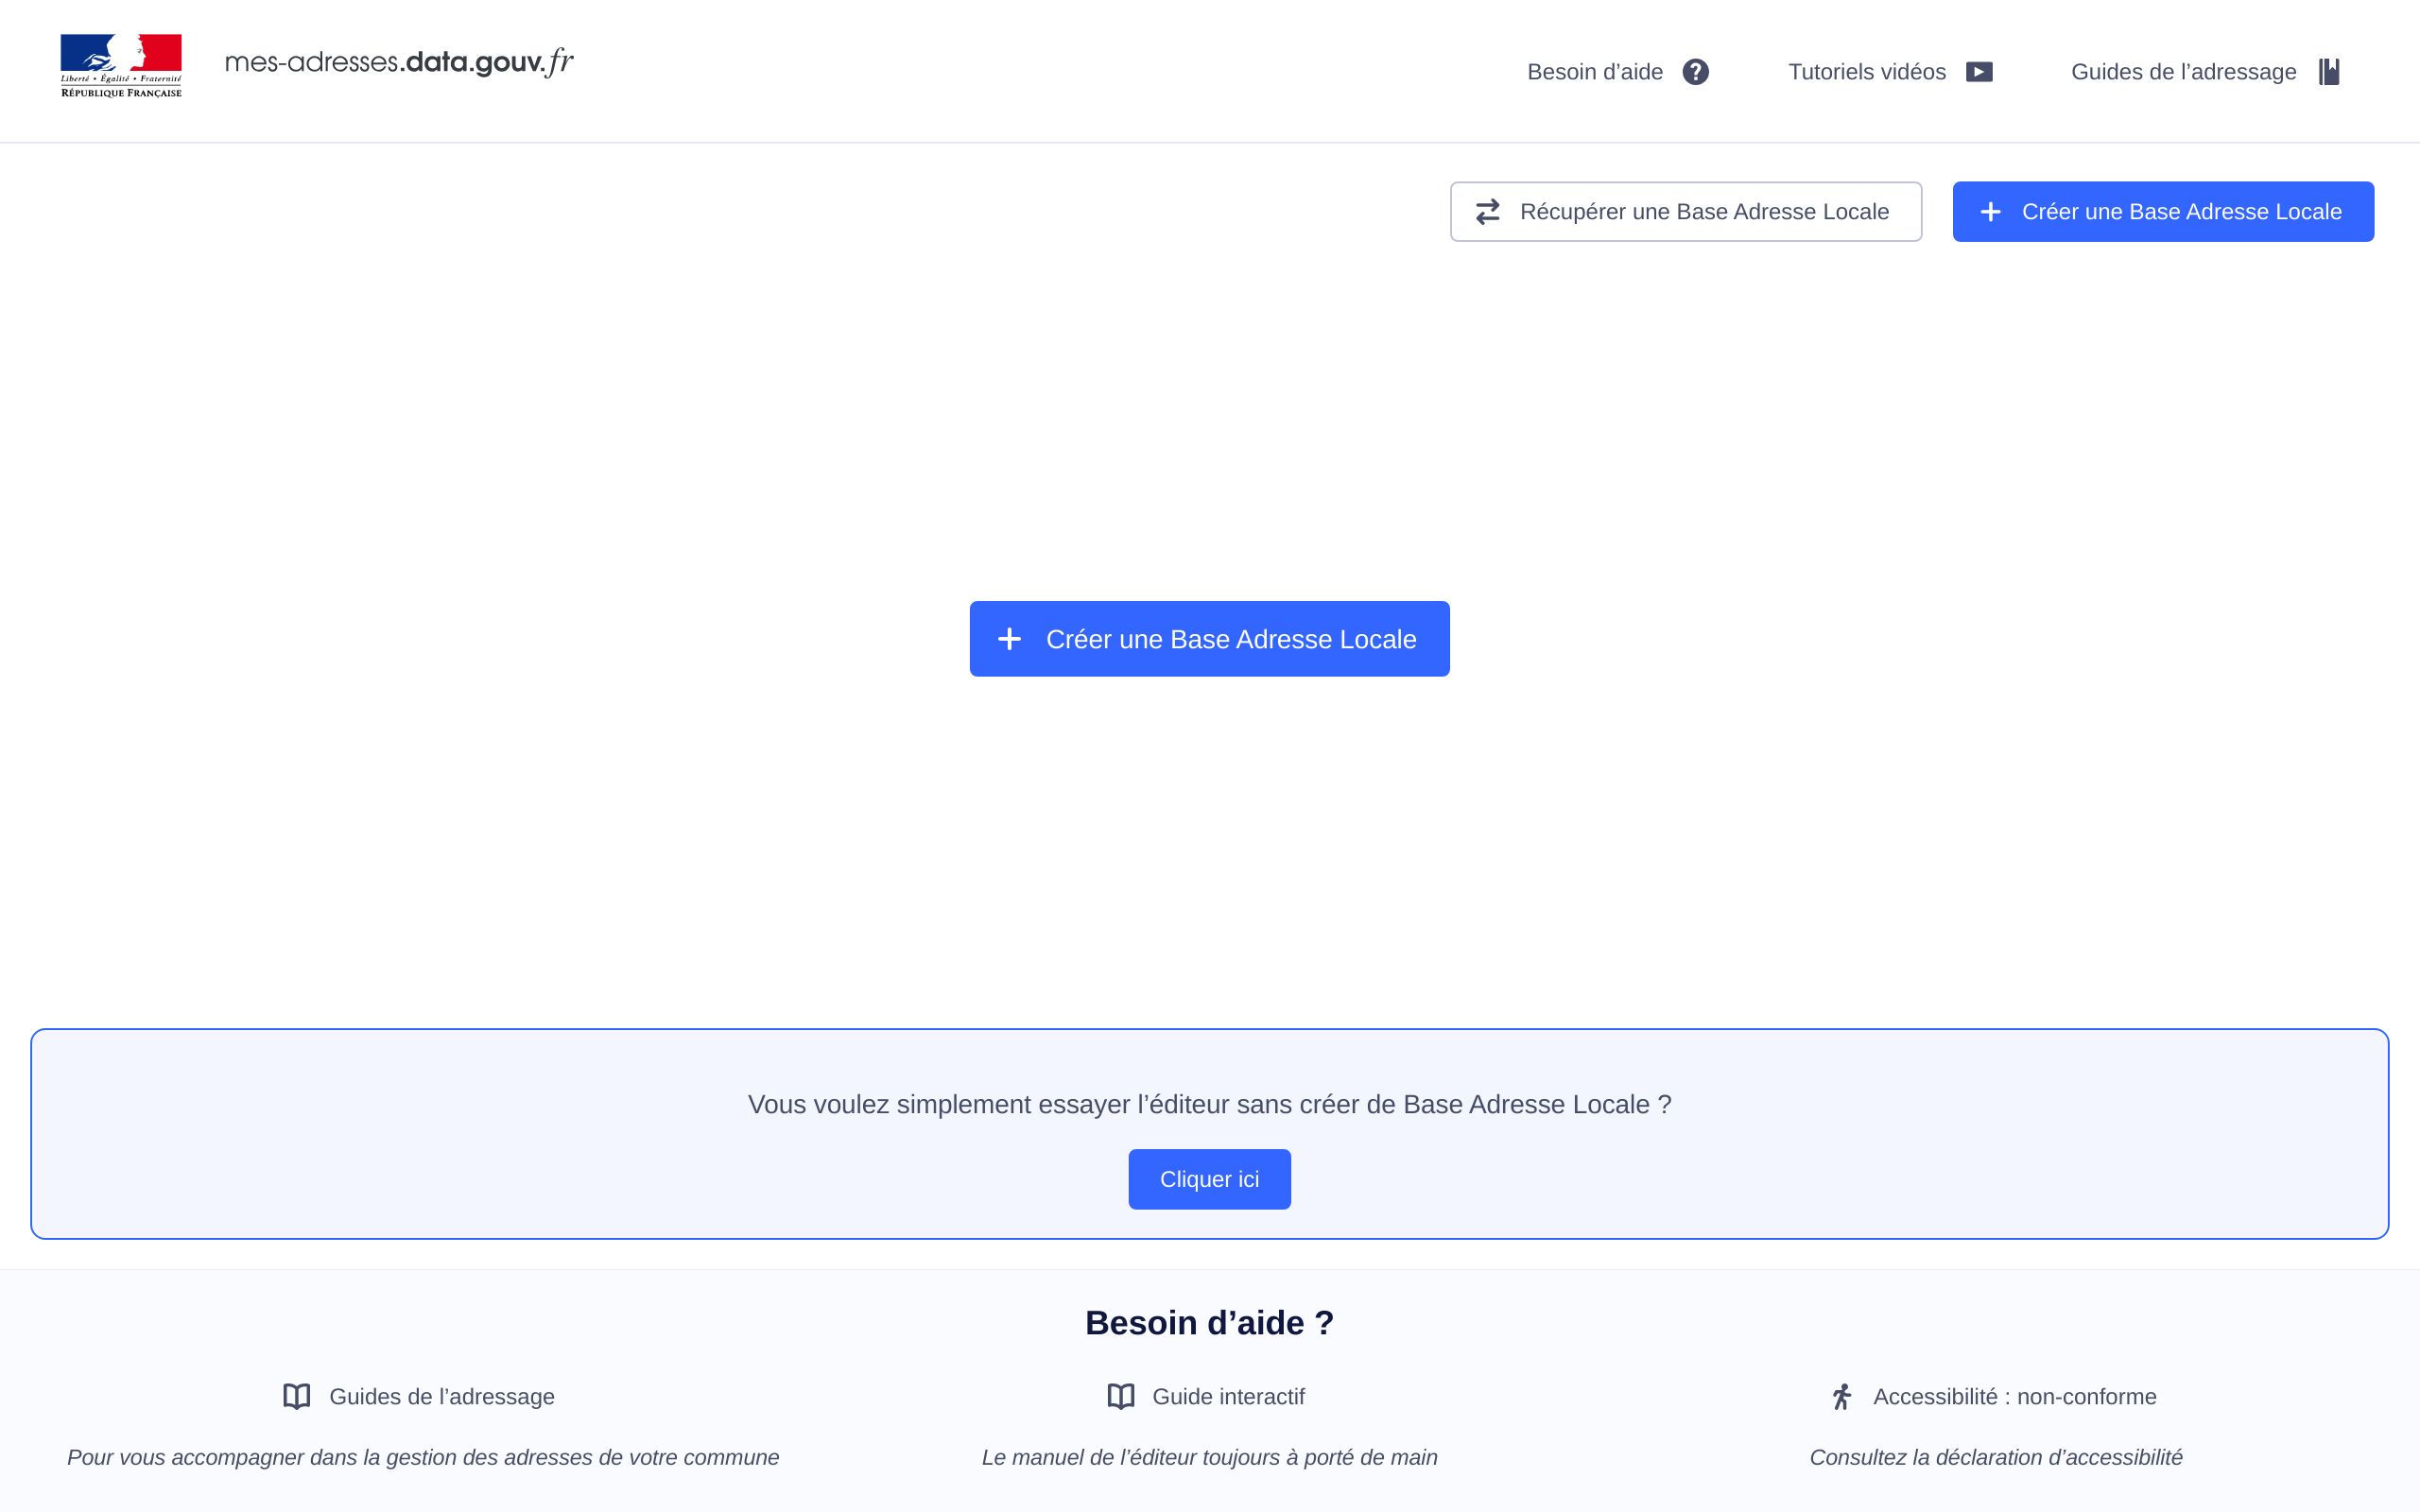 Liberté • Égalité • Fraternité
RÉPUBLIQUE FRANÇAISE
mes-adresses.data.gouv.fr
Besoin d’aide
Tutoriels vidéos
Guides de l’adressage
Récupérer une Base Adresse Locale
Créer une Base Adresse Locale
Créer une Base Adresse Locale
Vous voulez simplement essayer l’éditeur sans créer de Base Adresse Locale ?
Cliquer ici
Besoin d’aide ?
Guides de l’adressage
Pour vous accompagner dans la gestion des adresses de votre commune
Guide interactif
Le manuel de l’éditeur toujours à porté de main
Accessibilité : non-conforme
Consultez la déclaration d’accessibilité